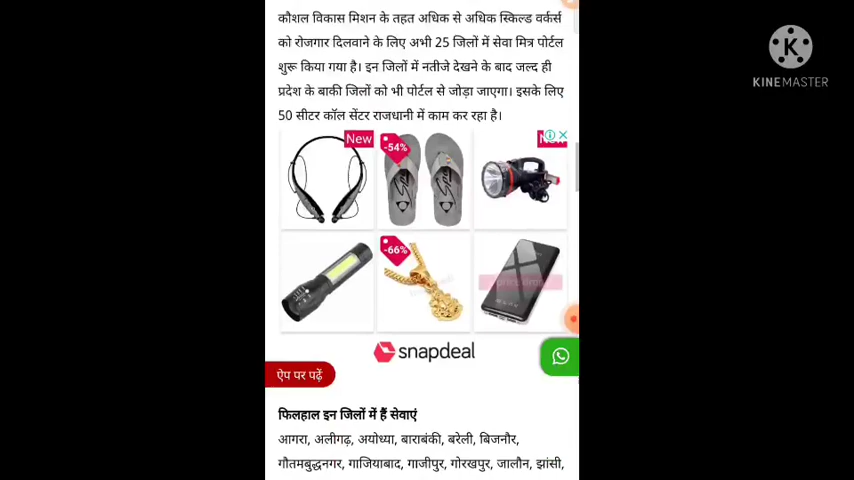 कौशल विकास मिशन के तहत अधिक से अधिक स्किल्ड वर्कर्स
को रोजगार दिलवाने के लिए अभी 25 जिलों में सेवा मित्र पोर्टल
शुरू किया गया है। इन जिलों में नतीजे देखने के बाद जल्द ही
प्रदेश के बाकी जिलों को भी पोर्टल से जोड़ा जाएगा। इसके लिए
50 सीटर कॉल सेंटर राजधानी में काम कर रहा है।
K
KINEMASTER
New
-54%
-66%
snapdeal
ऐप पर पढ़ें
फिलहाल इन जिलों में हैं सेवाएं
आगरा, अलीगढ़, अयोध्या, बाराबंकी, बरेली, बिजनौर,
गौतमबुद्धनगर, गाजियाबाद, गाजीपुर, गोरखपुर, जालौन, झांसी,